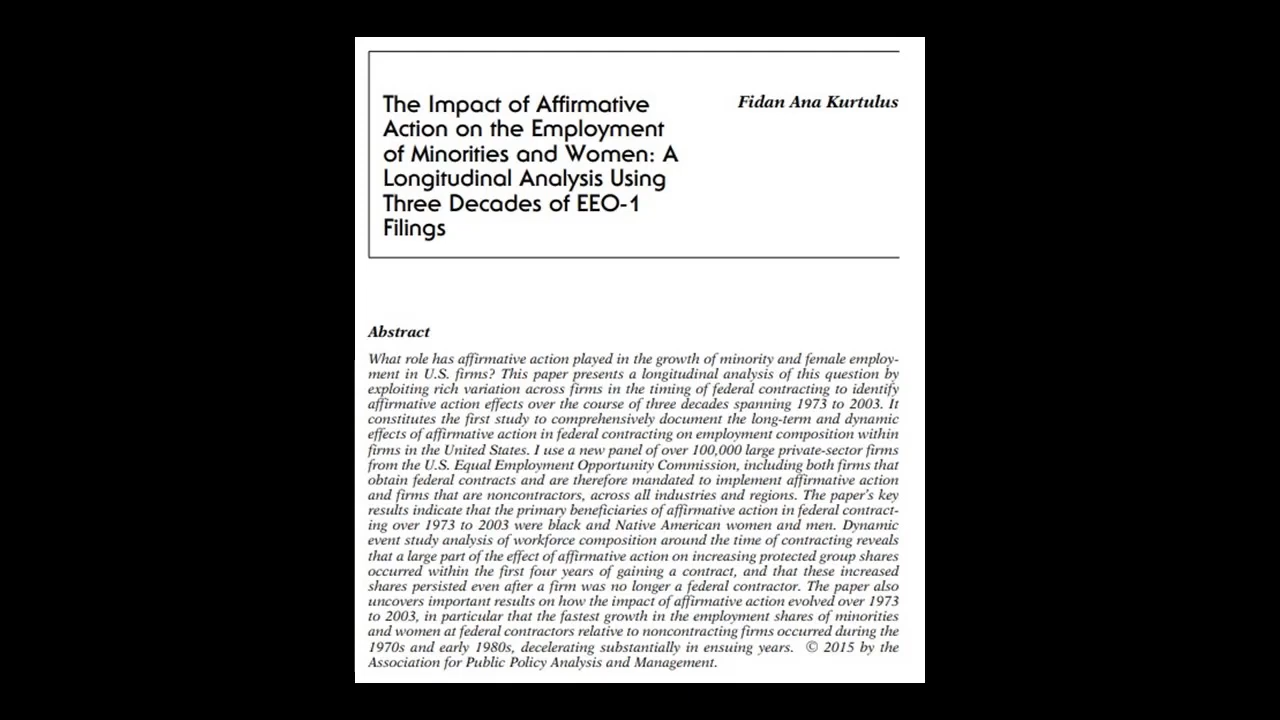 The Impact of Affirmative
Action on the Employment
of Minorities and Women: A
Longitudinal Analysis Using
Three Decades of EEO-1
Filings
Fidan Ana Kurtulus
Abstract
What role has affirmative action played in the growth of minority and female employ-
ment in U.S. firms? This paper presents a longitudinal analysis of this question by
exploiting rich variation across firms in the timing of federal contracting to identify
affirmative action effects over the course of three decades spanning 1973 to 2003. It
constitutes the first study to comprehensively document the long-term and dynamic
effects of affirmative action in federal contracting on employment composition within
firms in the United States. I use a new panel of over 100,000 large private-sector firms
from the U.S. Equal Employment Opportunity Commission, including both firms that
obtain federal contracts and are therefore mandated to implement affirmative action
and firms that are noncontractors, across all industries and regions. The paper's key
results indicate that the primary beneficiaries of affirmative action in federal contract-
ing over 1973 to 2003 were black and Native American women and men. Dynamic
event study analysis of workforce composition around the time of contracting reveals
that a large part of the effect of affirmative action on increasing protected group shares
occurred within the first four years of gaining a contract, and that these increased
shares persisted even after a firm was no longer a federal contractor. The paper also
uncovers important results on how the impact of affirmative action evolved over 1973
to 2003, in particular that the fastest growth in the employment shares of minorities
and women at federal contractors relative to noncontracting firms occurred during the
1970s and early 1980s, decelerating substantially in ensuing years. © 2015 by the
Association for Public Policy Analysis and Management.